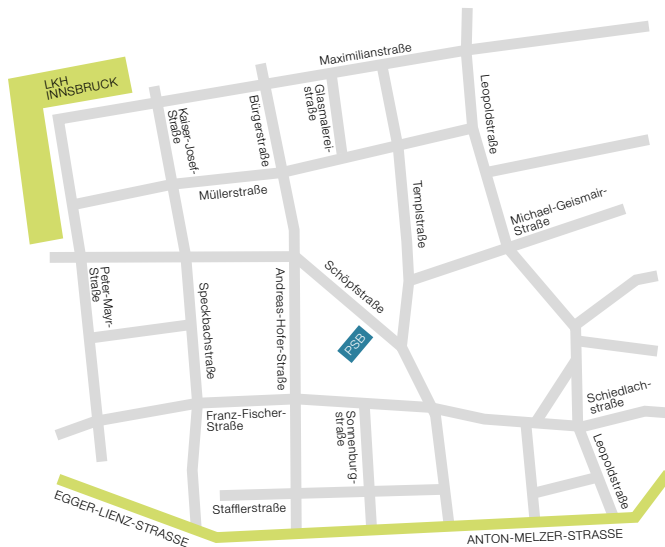 Maximilianstraße
LKH
INNSBRUCK
Kaiser-Josef-
Straße
Bürgerstraße
Glasmalerei-
straße
Leopoldstraße
Müllerstraße
Templstraße
Michael-Geismair-
Straße
Peter-Mayr-
Straße
Speckbachstraße
Andreas-Hofer-Straße
Schöpfstraße
PSB
Franz-Fischer-
Straße
Sonnenburg-
straße
Schiedlach-
straße
Leopoldstraße
Stafflerstraße
EGGER-LIENZ-STRASSE
ANTON-MELZER-STRASSE